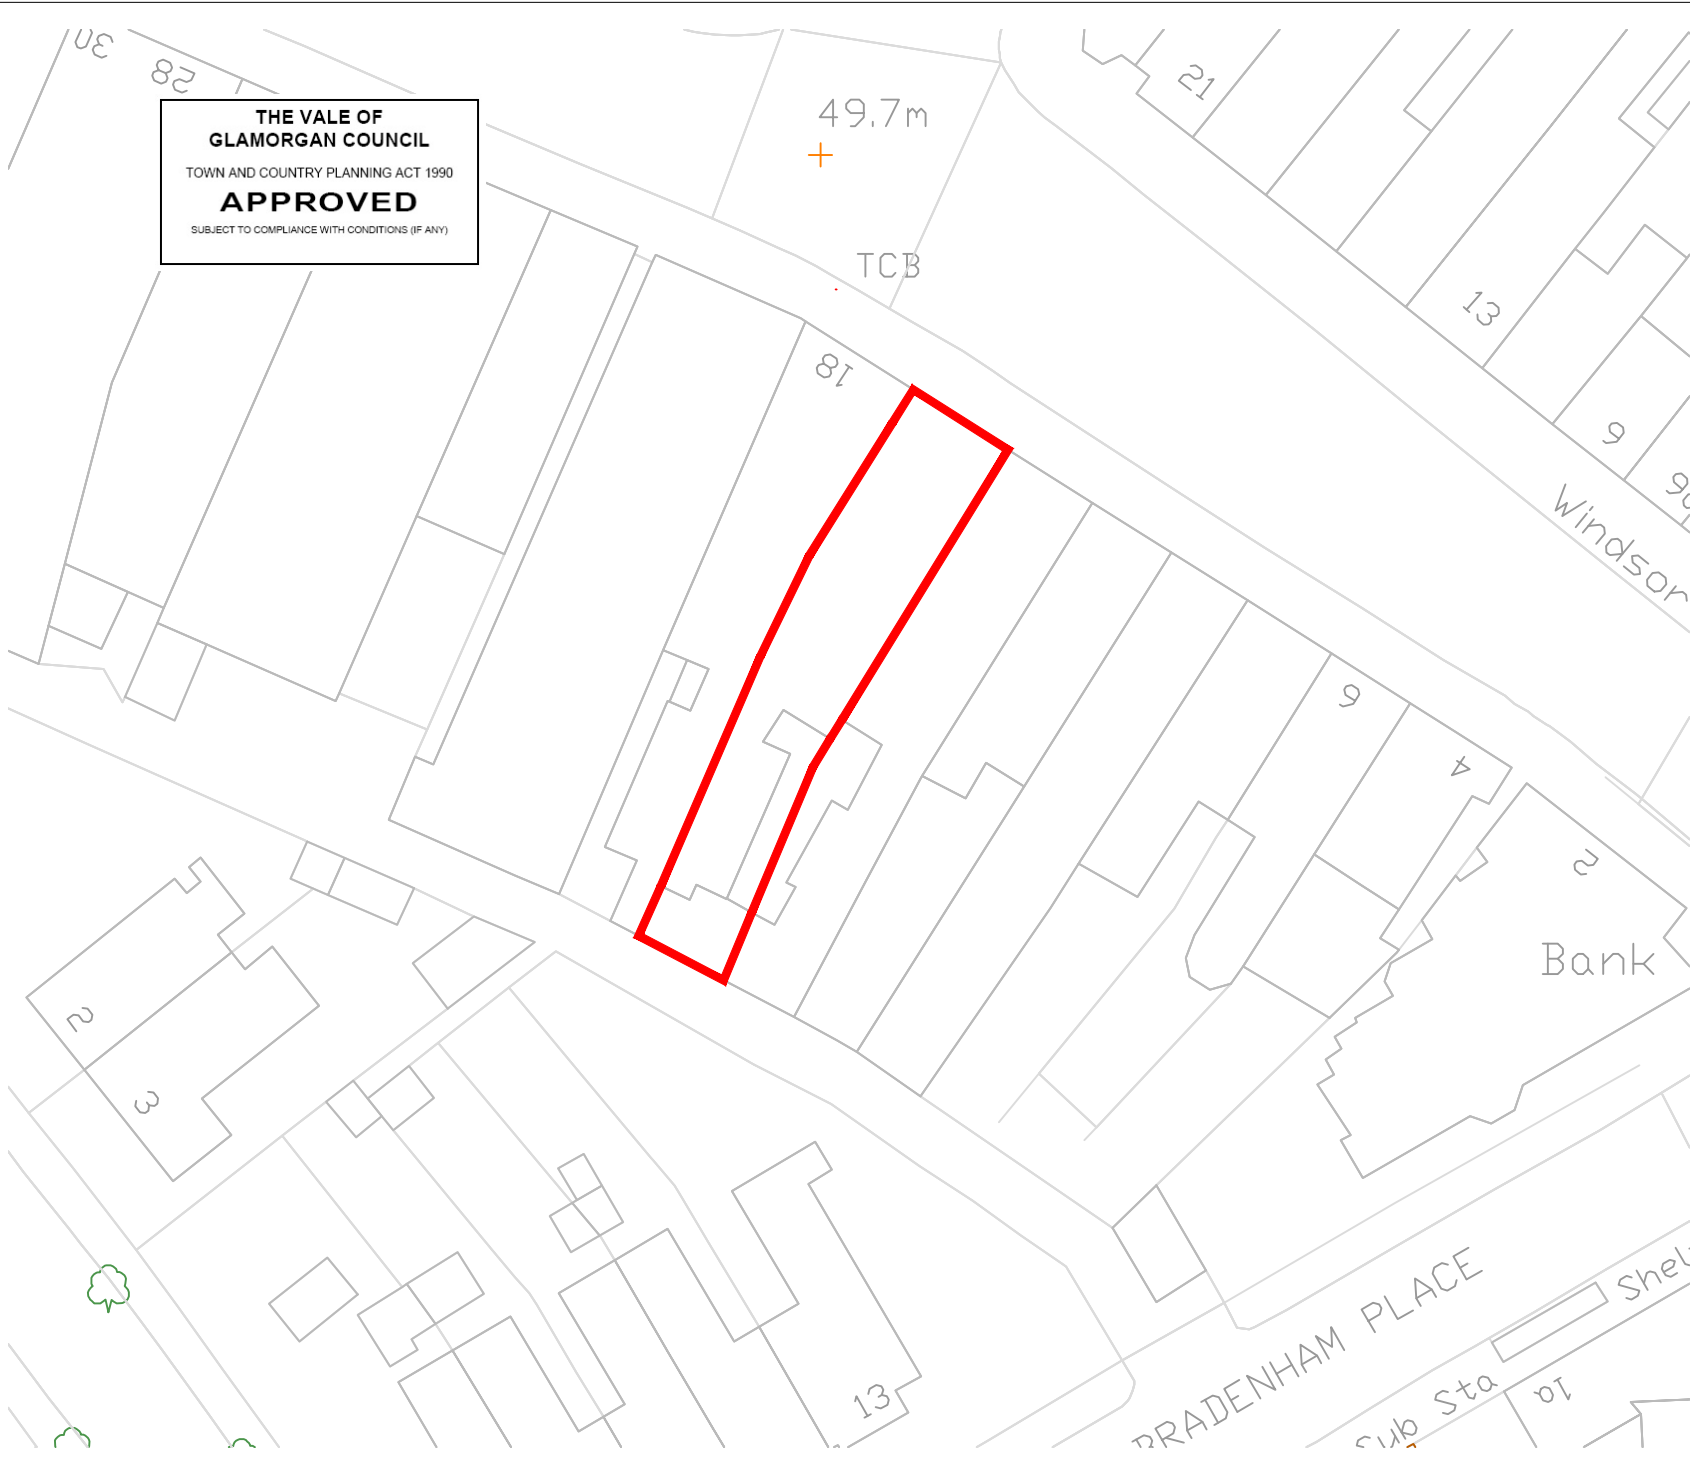 30
28
THE VALE OF
GLAMORGAN COUNCIL
TOWN AND COUNTRY PLANNING ACT 1990
APPROVED
SUBJECT TO COMPLIANCE WITH CONDITIONS (IF ANY)
49.7m
TCB
21
13
9
Windsor
18
6
4
2
Bank
2
3
13
BRADENHAM PLACE
Sub Sta
10